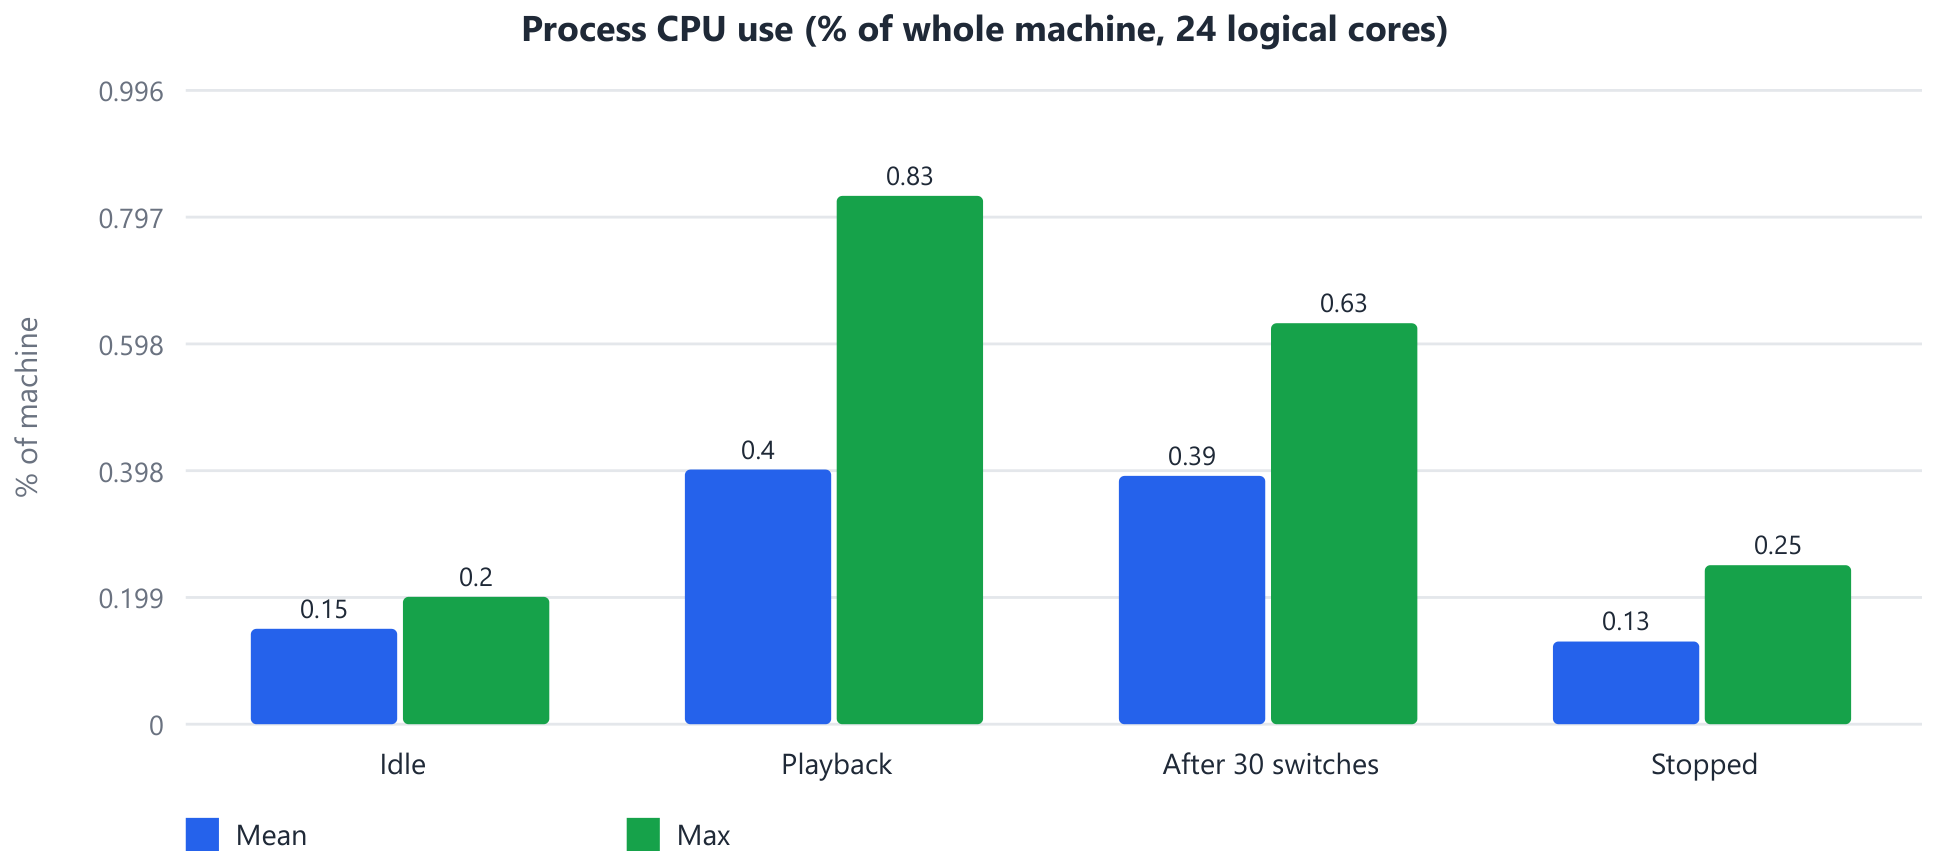 Process CPU use (% of whole machine, 24 logical cores)
% of machine
0.996
0.797
0.598
0.398
0.199
0
0.15
0.2
0.4
0.83
0.39
0.63
0.13
0.25
Idle
Playback
After 30 switches
Stopped
Mean
Max